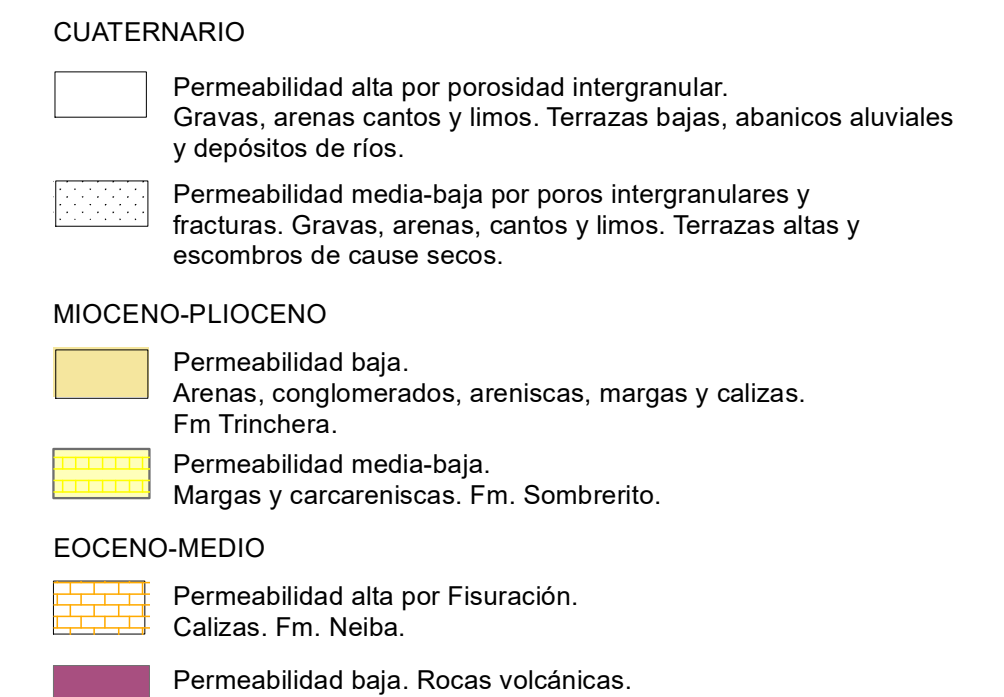 CUATERNARIO
Permeabilidad alta por porosidad intergranular.
Gravas, arenas cantos y limos. Terrazas bajas, abanicos aluviales
y depósitos de ríos.
Permeabilidad media-baja por poros intergranulares y
fracturas. Gravas, arenas, cantos y limos. Terrazas altas y
escombros de cause secos.
MIOCENO-PLIOCENO
Permeabilidad baja.
Arenas, conglomerados, areniscas, margas y calizas.
Fm Trinchera.
Permeabilidad media-baja.
Margas y carcareniscas. Fm. Sombrerito.
EOCENO-MEDIO
Permeabilidad alta por Fisuración.
Calizas. Fm. Neiba.
Permeabilidad baja. Rocas volcánicas.